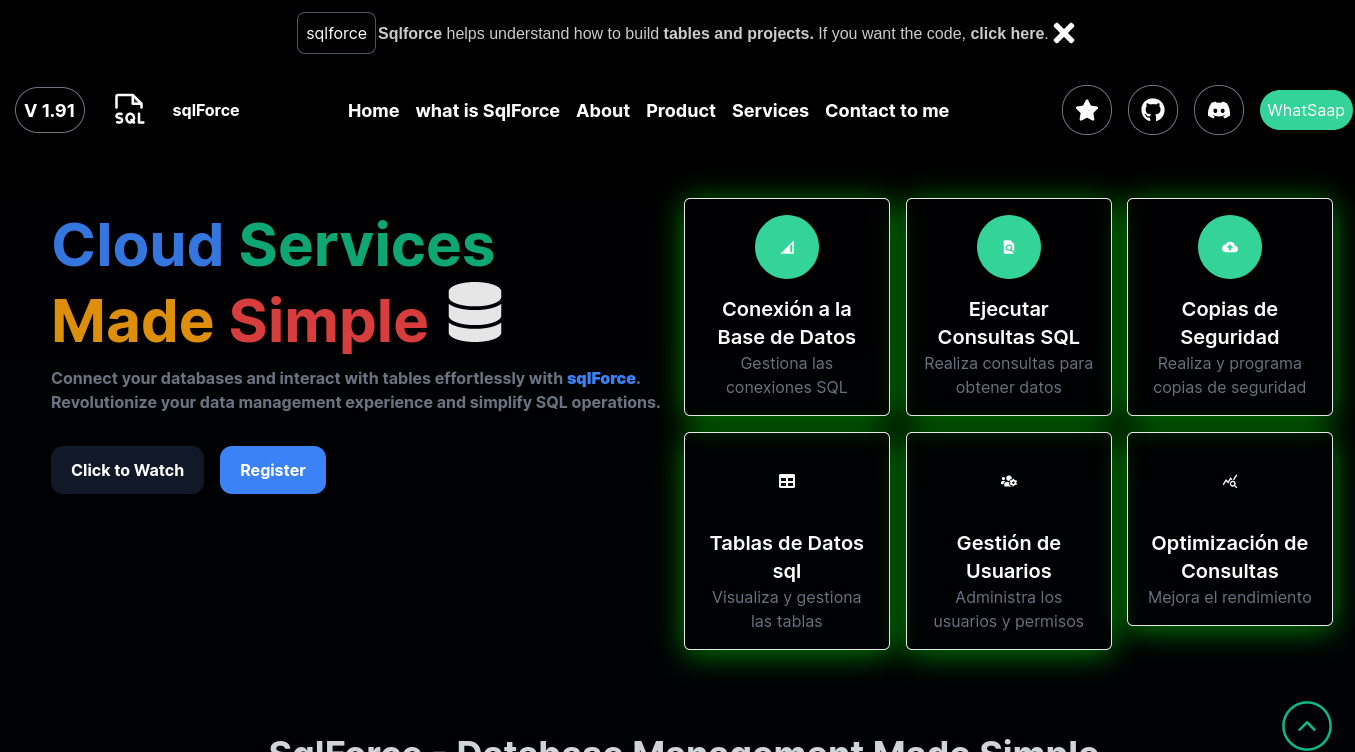 sqlforce Sqlforce helps understand how to build tables and projects. If you want the code, click here.
V 1.91 SQL sqlForce Home what is SqlForce About Product Services Contact to me WhatSaap
Cloud Services
Made Simple
Connect your databases and interact with tables effortlessly with sqlForce.
Revolutionize your data management experience and simplify SQL operations.
Click to Watch Register
Conexión a la
Base de Datos
Gestiona las
conexiones SQL
Ejecutar
Consultas SQL
Realiza consultas para
obtener datos
Copias de
Seguridad
Realiza y programa
copias de seguridad
Tablas de Datos
sql
Visualiza y gestiona
las tablas
Gestión de
Usuarios
Administra los
usuarios y permisos
Optimización de
Consultas
Mejora el rendimiento
SqlForce - Database Management Made Simple